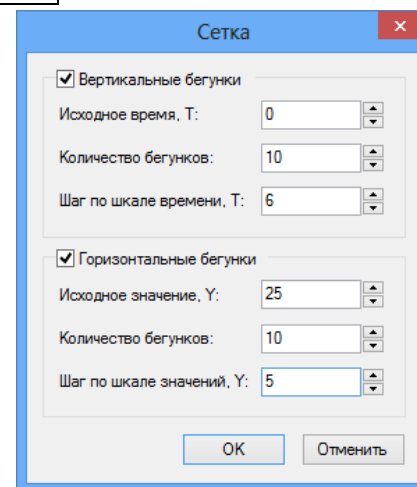 Сетка
Вертикальные бегунки
Исходное время, T: 0
Количество бегунков: 10
Шаг по шкале времени, T: 6
Горизонтальные бегунки
Исходное значение, Y: 25
Количество бегунков: 10
Шаг по шкале значений, Y: 5
OK Отменить